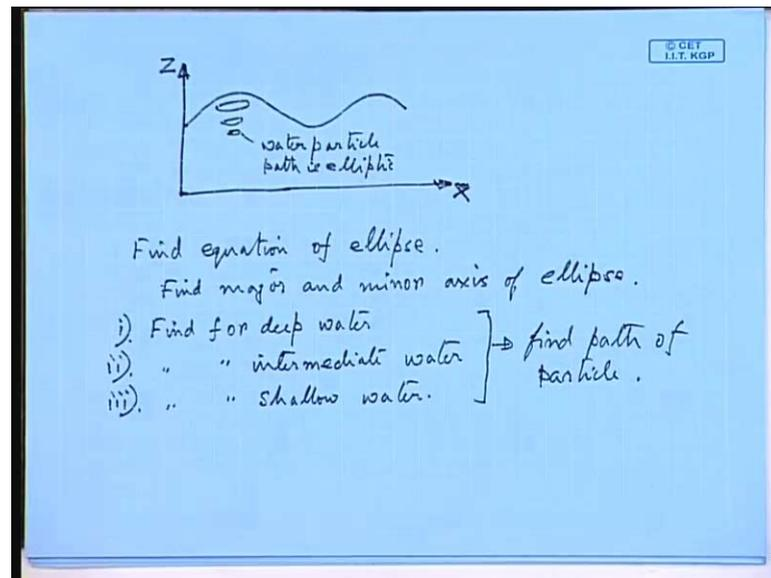 © CET
I.I.T. KGP
Z
water particle
path is elliptic
X
Find equation of ellipse.
Find major and minor axis of ellipse.
i). Find for deep water
ii). " " intermediate water
iii). " " shallow water.
→ find path of
particle.